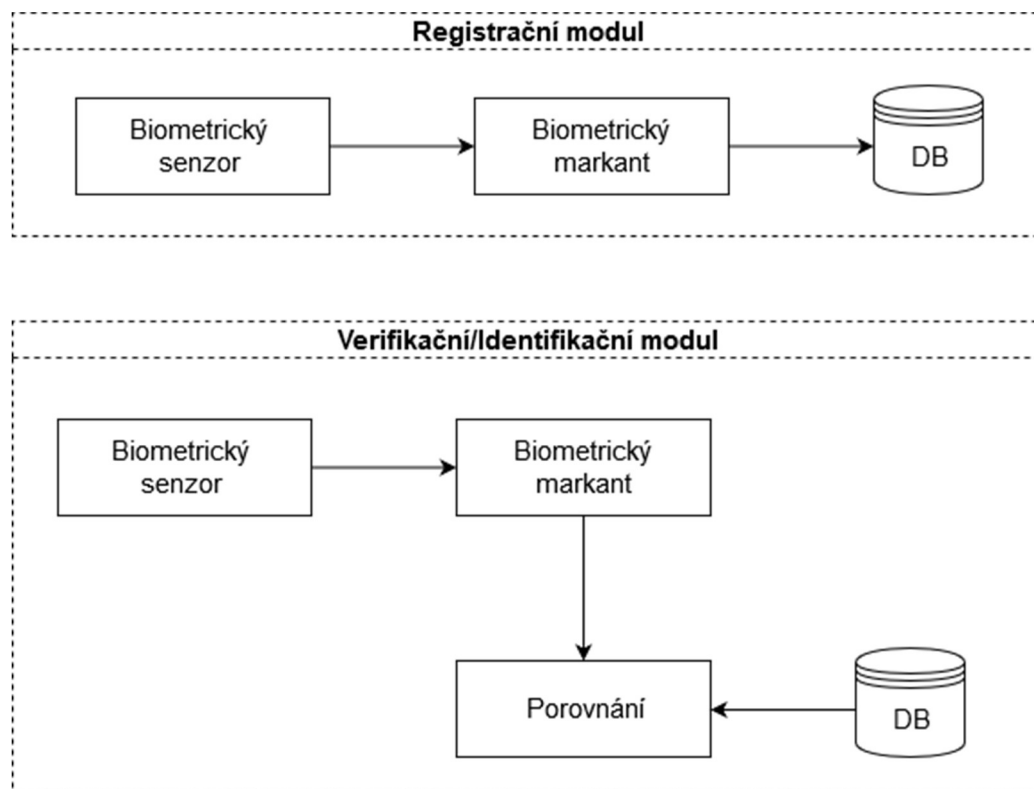 Registrační modul
Biometrický
senzor
Biometrický
markant
DB
Verifikační/Identifikační modul
Biometrický
senzor
Biometrický
markant
Porovnání
DB